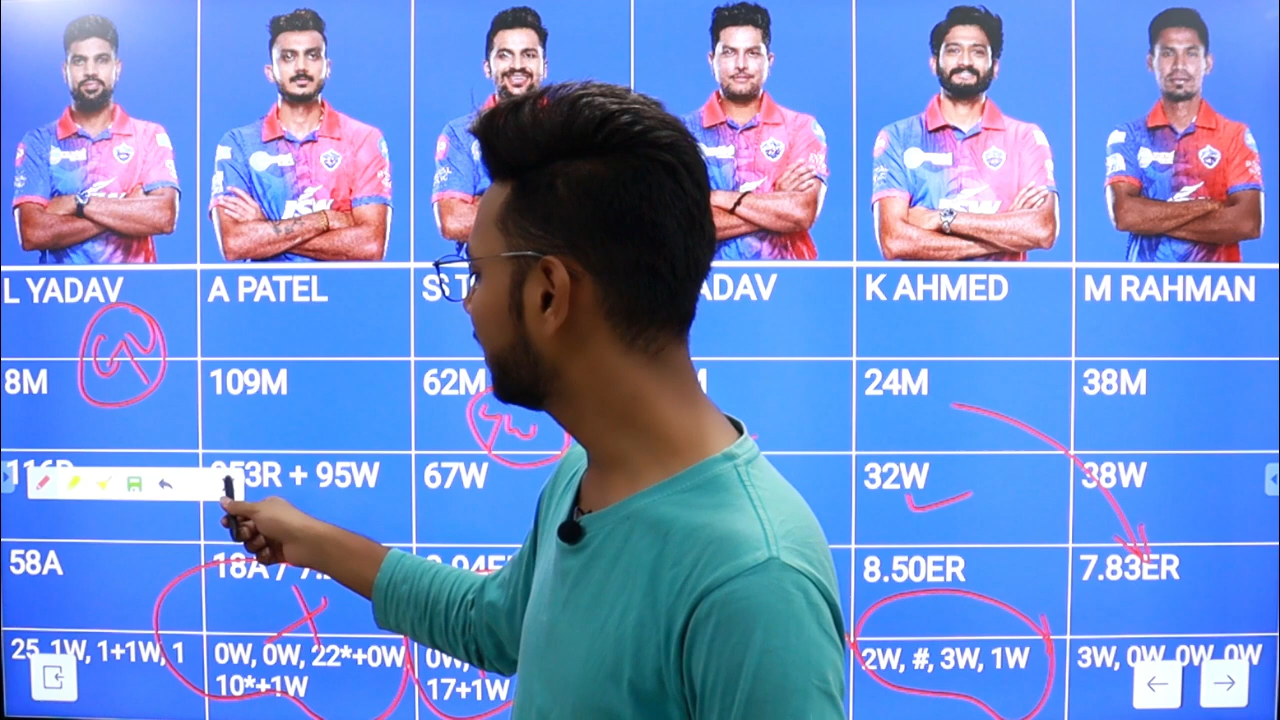 L YADAV
A PATEL
K AHMED
M RAHMAN
8M
109M
62M
24M
38M
53R + 95W
67W
32W
38W
58A
18A / 7.
8.50ER
7.83ER
25, 1W, 1+1W, 1
0W, 0W, 22*+0W
10*+1W
17+1W
2W, #, 3W, 1W
3W, 0W, 0W, 0W